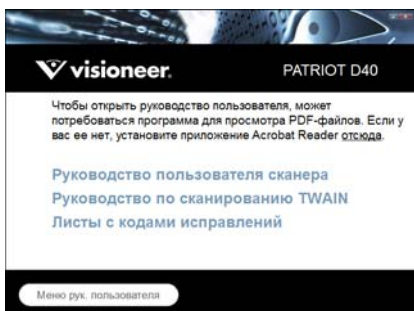 visioneer.
PATRIOT D40
Чтобы открыть руководство пользователя, может
потребоваться программа для просмотра PDF-файлов. Если у
вас ее нет, установите приложение Acrobat Reader отсюда.
Руководство пользователя сканера
Руководство по сканированию TWAIN
Листы с кодами исправлений
Меню рук. пользователя